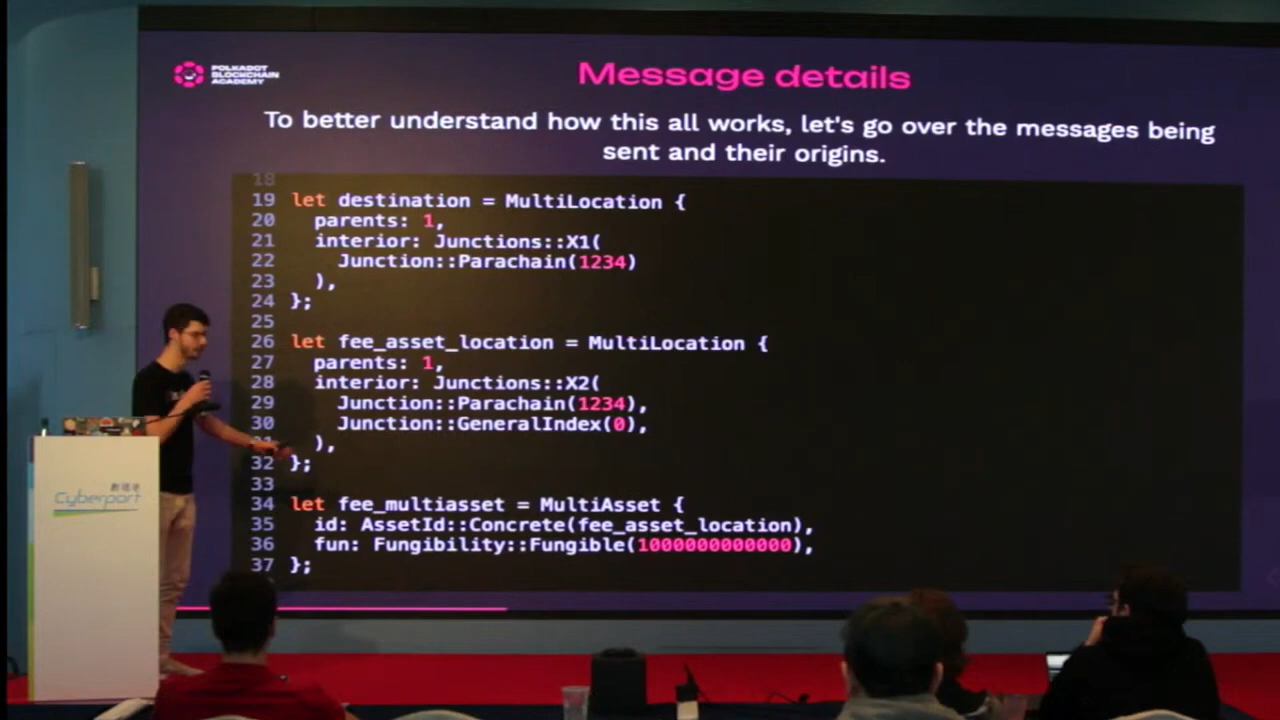 POLKADOT
BLOCKCHAIN
ACADEMY
Message details
To better understand how this all works, let's go over the messages being
sent and their origins.
18
19 let destination = MultiLocation {
20 parents: 1,
21 interior: Junctions::X1(
22 Junction::Parachain(1234)
23 ),
24 };
25
26 let fee_asset_location = MultiLocation {
27 parents: 1,
28 interior: Junctions::X2(
29 Junction::Parachain(1234),
30 Junction::GeneralIndex(0),
31 ),
32 };
33
34 let fee_multiasset = MultiAsset {
35 id: AssetId::Concrete(fee_asset_location),
36 fun: Fungibility::Fungible(1000000000000),
37 };
數碼港
Cyberport